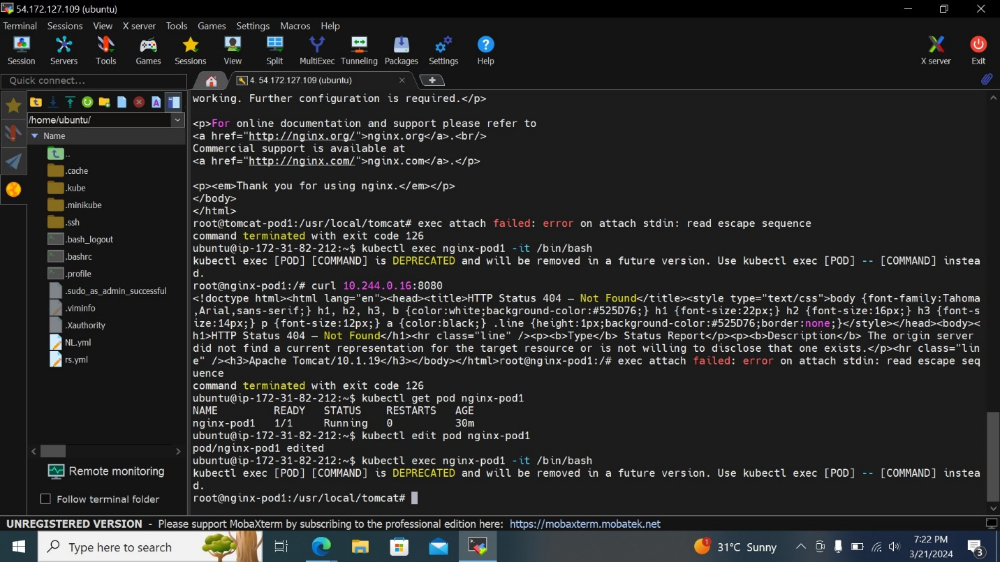 54.172.127.109 (ubuntu)
Terminal Sessions View X server Tools Games Settings Macros Help
Session Servers Tools Games Sessions View Split MultiExec Tunneling Packages Settings Help X server Exit
Quick connect...
4. 54.172.127.109 (ubuntu)
/home/ubuntu/
Name
..
.cache
.kube
.minikube
.ssh
.bash_logout
.bashrc
.profile
.sudo_as_admin_successful
.viminfo
.Xauthority
NL.yml
rs.yml
Remote monitoring
Follow terminal folder
working. Further configuration is required.</p>
<p>For online documentation and support please refer to
<a href="http://nginx.org/">nginx.org</a>.<br/>
Commercial support is available at
<a href="http://nginx.com/">nginx.com</a>.</p>
<p><em>Thank you for using nginx.</em></p>
</body>
</html>
root@tomcat-pod1:/usr/local/tomcat# exec attach failed: error on attach stdin: read escape sequence
command terminated with exit code 126
ubuntu@ip-172-31-82-212:~$ kubectl exec nginx-pod1 -it /bin/bash
kubectl exec [POD] [COMMAND] is DEPRECATED and will be removed in a future version. Use kubectl exec [POD] -- [COMMAND] instea
d.
root@nginx-pod1:/# curl 10.244.0.16:8080
<!doctype html><html lang="en"><head><title>HTTP Status 404 – Not Found</title><style type="text/css">body {font-family:Tahoma
,Arial,sans-serif;} h1, h2, h3, b {color:white;background-color:#525D76;} h1 {font-size:22px;} h2 {font-size:16px;} h3 {font-s
ize:14px;} p {font-size:12px;} a {color:black;} .line {height:1px;background-color:#525D76;border:none;}</style></head><body><
h1>HTTP Status 404 – Not Found</h1><hr class="line" /><p><b>Type</b> Status Report</p><p><b>Description</b> The origin server
did not find a current representation for the target resource or is not willing to disclose that one exists.</p><hr class="lin
e" /><h3>Apache Tomcat/10.1.19</h3></body></html>root@nginx-pod1:/# exec attach failed: error on attach stdin: read escape seq
uence
command terminated with exit code 126
ubuntu@ip-172-31-82-212:~$ kubectl get pod nginx-pod1
NAME READY STATUS RESTARTS AGE
nginx-pod1 1/1 Running 0 30m
ubuntu@ip-172-31-82-212:~$ kubectl edit pod nginx-pod1
pod/nginx-pod1 edited
ubuntu@ip-172-31-82-212:~$ kubectl exec nginx-pod1 -it /bin/bash
kubectl exec [POD] [COMMAND] is DEPRECATED and will be removed in a future version. Use kubectl exec [POD] -- [COMMAND] instea
d.
root@nginx-pod1:/usr/local/tomcat#
UNREGISTERED VERSION - Please support MobaXterm by subscribing to the professional edition here: https://mobaxterm.mobatek.net
Type here to search
1
31°C Sunny
7:22 PM
3/21/2024
3